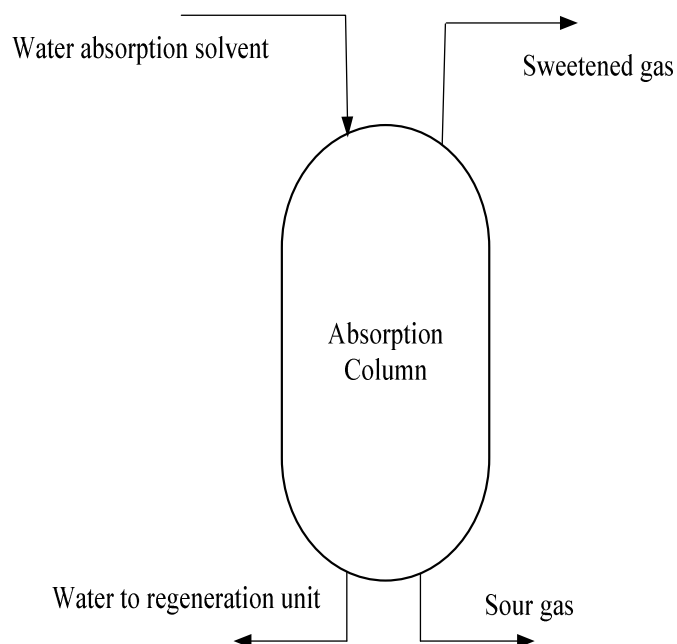 Water absorption solvent
Sweetened gas
Absorption
Column
Water to regeneration unit
Sour gas